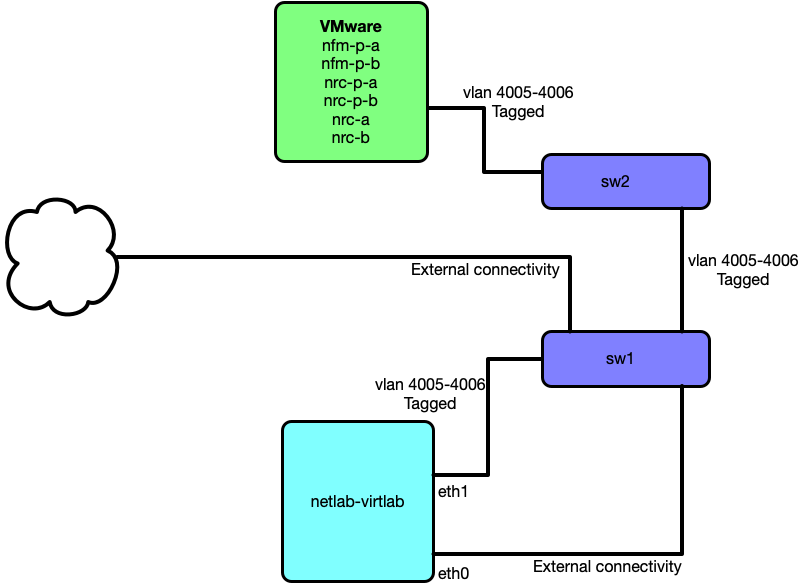 VMware
nfm-p-a
nfm-p-b
nrc-p-a
nrc-p-b
nrc-a
nrc-b
vlan 4005-4006
Tagged
sw2
External connectivity
vlan 4005-4006
Tagged
sw1
vlan 4005-4006
Tagged
netlab-virtlab
eth1
External connectivity
eth0